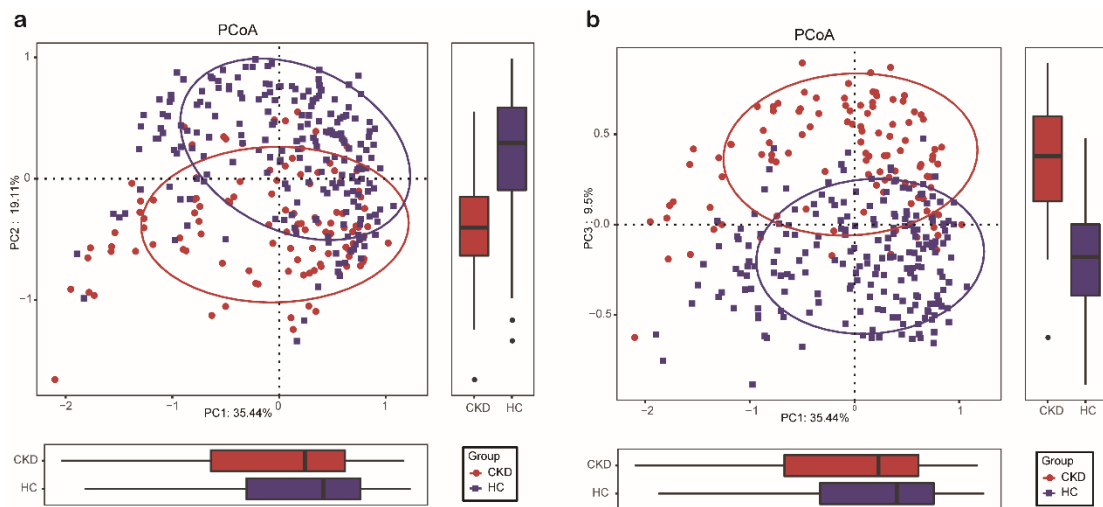 a
PCoA
1
0
−1
PC2 : 19.11%
−2
−1
0
1
PC1: 35.44%
CKD
HC
CKD
HC
Group
CKD
HC
b
PCoA
0.5
−0.0
−0.5
PC3 : 9.5%
−2
−1
0
1
PC1: 35.44%
CKD
HC
CKD
HC
Group
CKD
HC